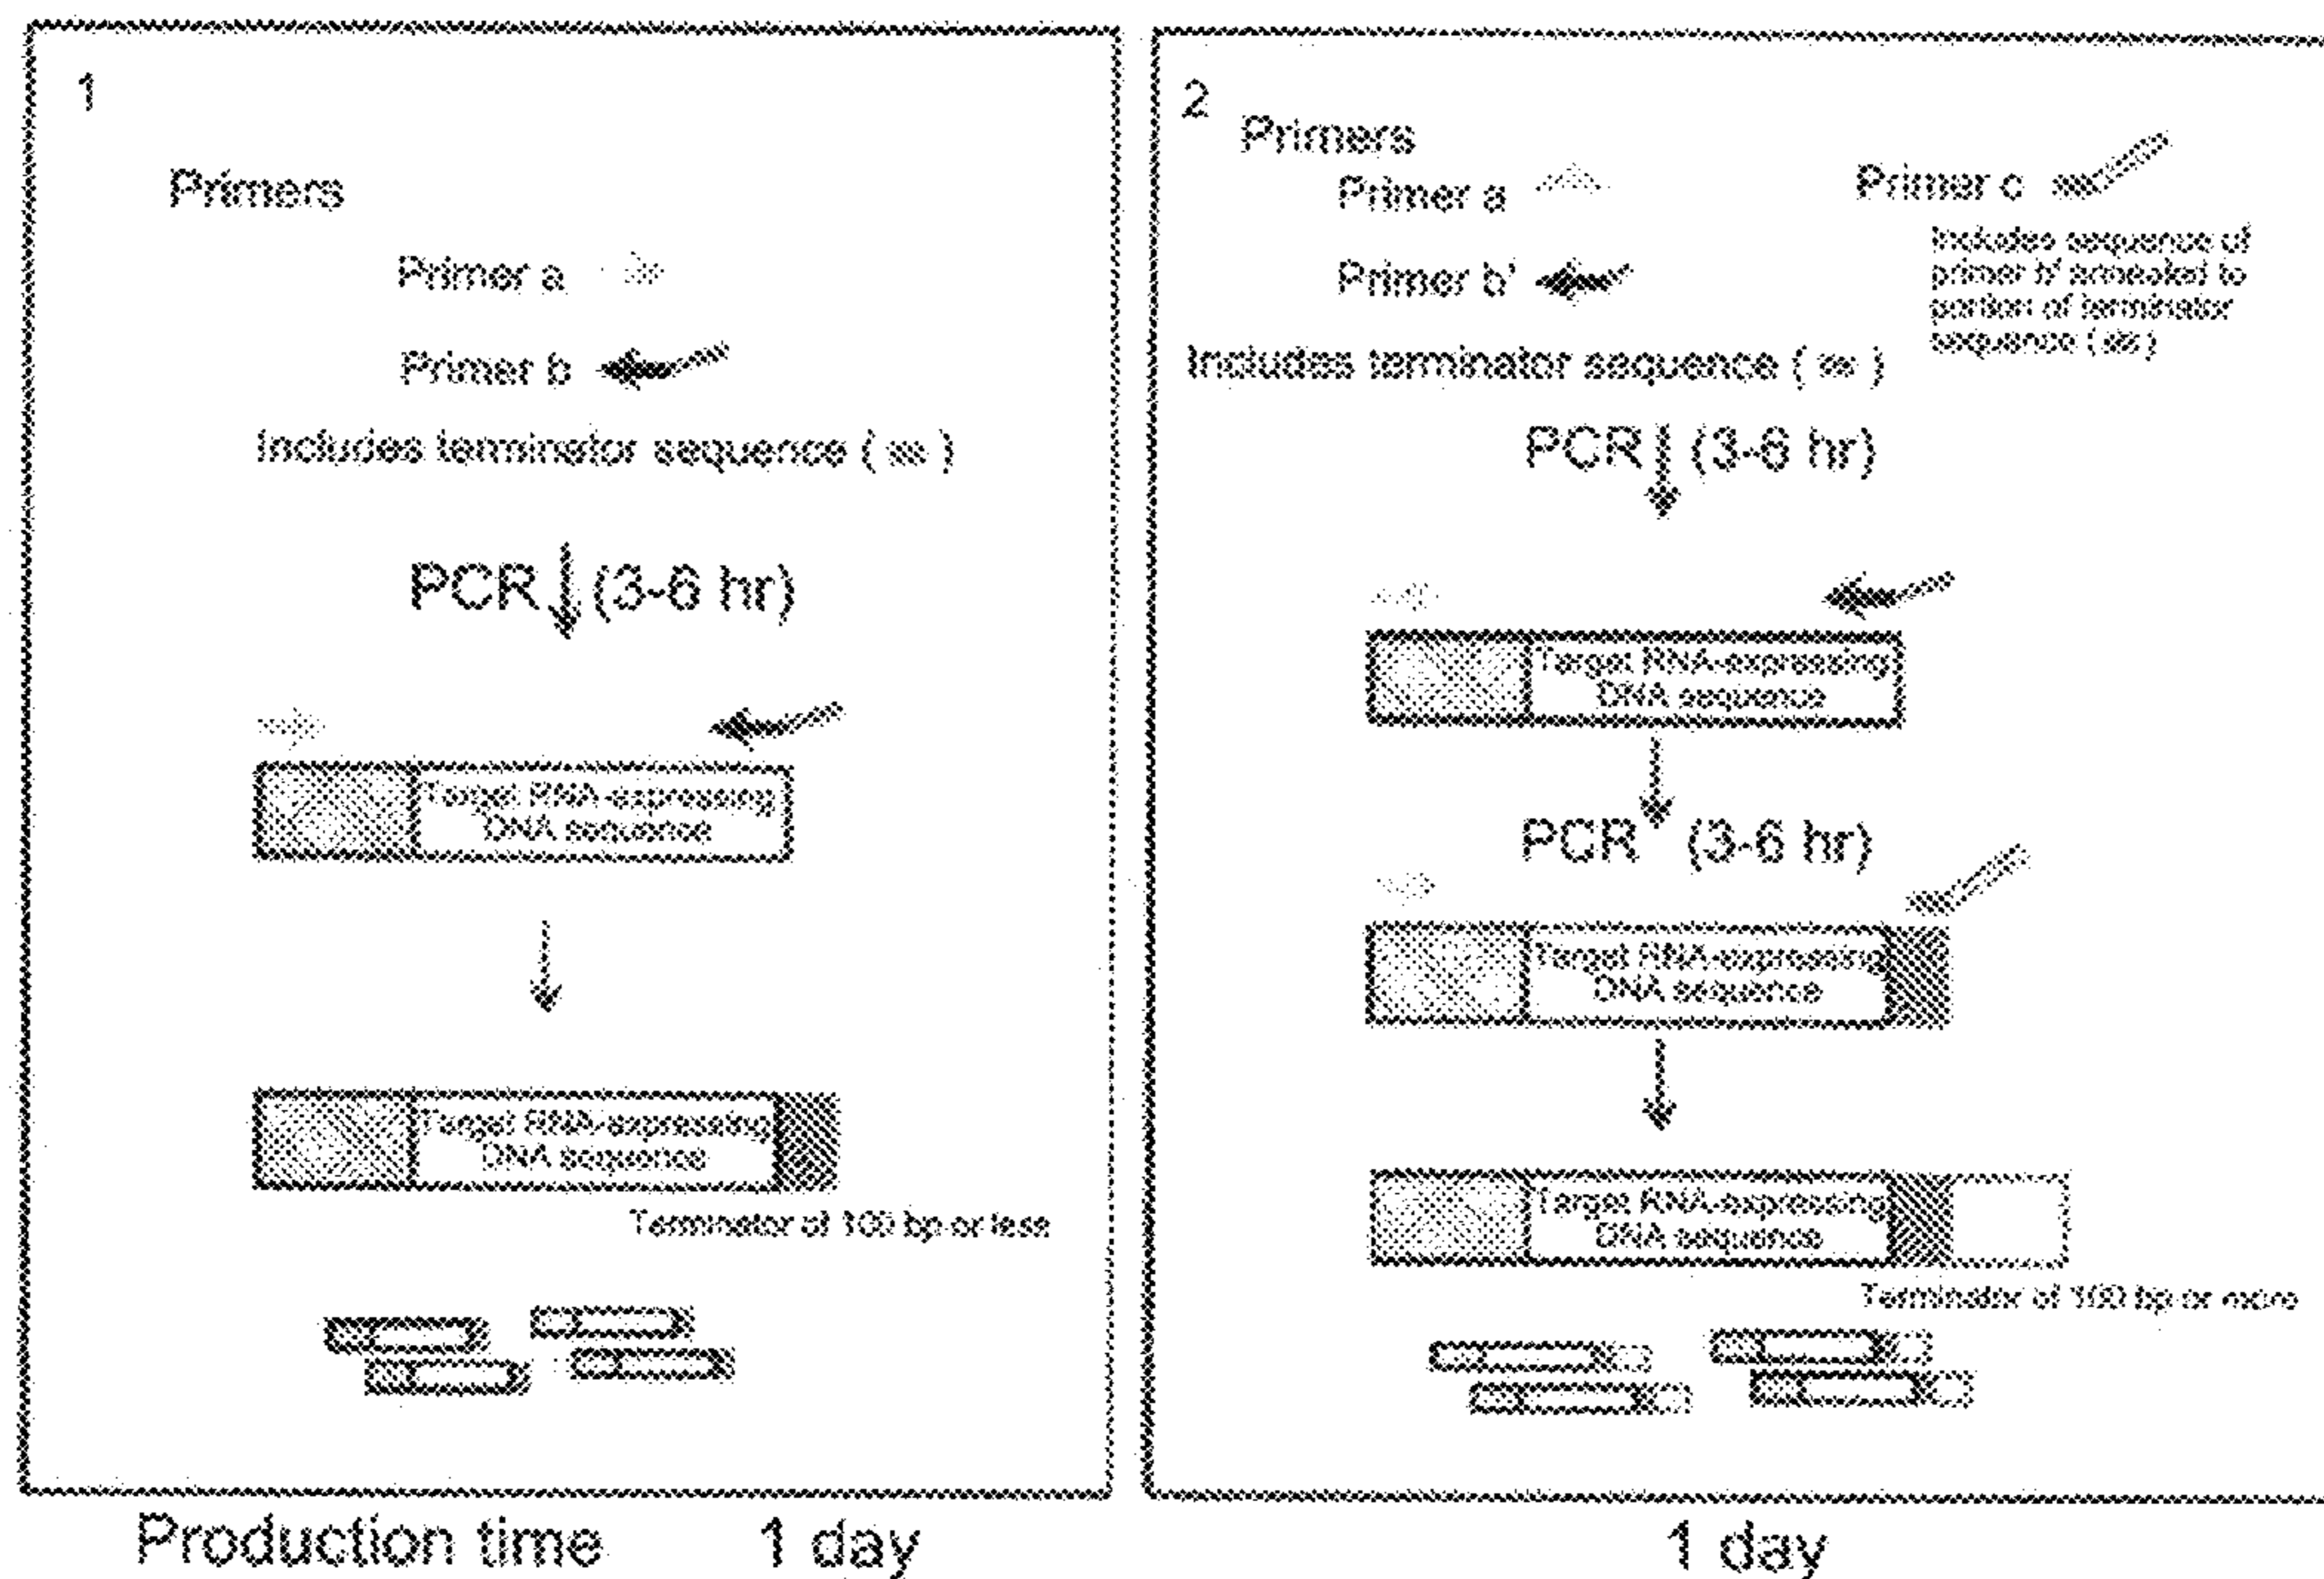 1
Primers
Primer a
Primer b
Includes terminator sequence ( )
PCR (3-6 hr)
Target RNA-expressing
DNA sequence
Target RNA-expressing
DNA sequence
Terminator of 100 bp or less
2
Primers
Primer a
Primer b'
Includes terminator sequence ( )
Primer c
Includes sequence of
primer b' annealed to
portion of terminator
sequence ( )
PCR (3-6 hr)
Target RNA-expressing
DNA sequence
PCR (3-6 hr)
Target RNA-expressing
DNA sequence
Target RNA-expressing
DNA sequence
Terminator of 100 bp or more
Production time 1 day
1 day